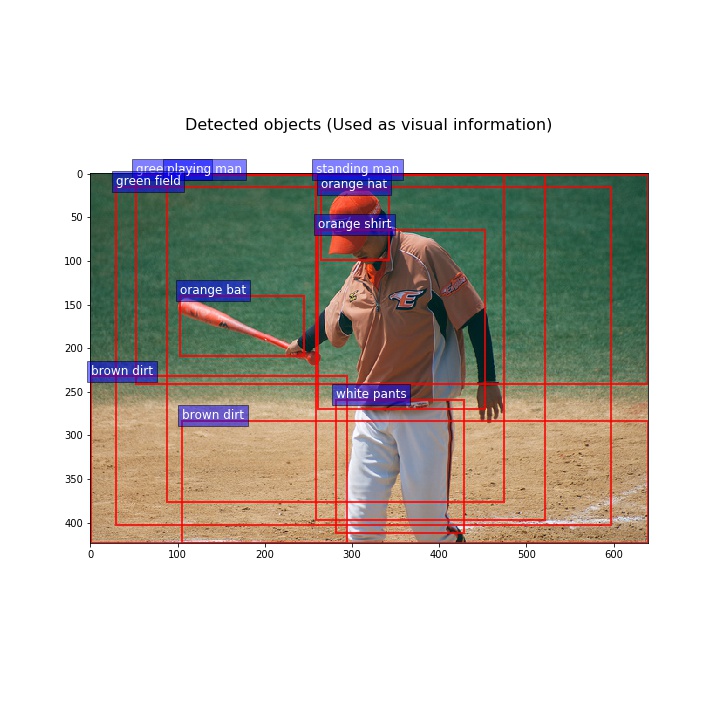 Detected objects (Used as visual information)
gree
playing man
standing man
green field
orange hat
orange shirt
orange bat
brown dirt
white pants
brown dirt
E
0
50
100
150
200
250
300
350
400
0 100 200 300 400 500 600